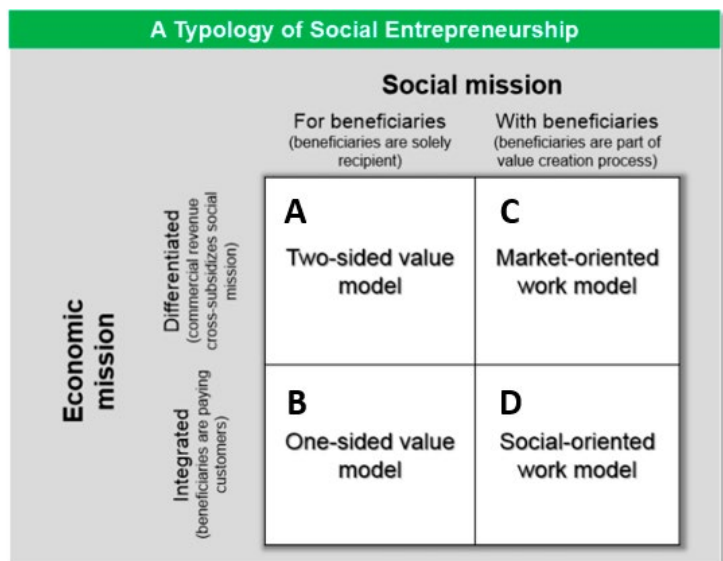 A Typology of Social Entrepreneurship
Social mission
For beneficiaries
(beneficiaries are solely
recipient)
With beneficiaries
(beneficiaries are part of
value creation process)
Economic
mission
Differentiated
(commercial revenue
cross-subsidizes social
mission)
A
Two-sided value
model
C
Market-oriented
work model
Integrated
(beneficiaries are paying
customers)
B
One-sided value
model
D
Social-oriented
work model